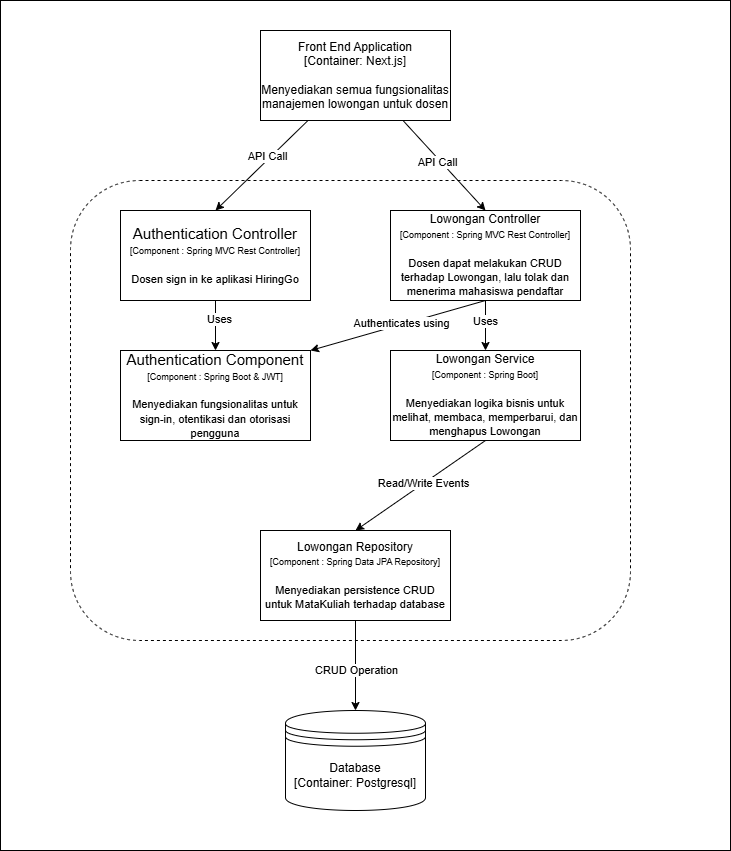 Front End Application
[Container: Next.js]
Menyediakan semua fungsionalitas
manajemen lowongan untuk dosen
API Call
API Call
Authentication Controller
[Component : Spring MVC Rest Controller]
Dosen sign in ke aplikasi HiringGo
Lowongan Controller
[Component : Spring MVC Rest Controller]
Dosen dapat melakukan CRUD
terhadap Lowongan, lalu tolak dan
menerima mahasiswa pendaftar
Uses
Authenticates using
Uses
Authentication Component
[Component : Spring Boot & JWT]
Menyediakan fungsionalitas untuk
sign-in, otentikasi dan otorisasi
pengguna
Lowongan Service
[Component : Spring Boot]
Menyediakan logika bisnis untuk
melihat, membaca, memperbarui, dan
menghapus Lowongan
Read/Write Events
Lowongan Repository
[Component : Spring Data JPA Repository]
Menyediakan persistence CRUD
untuk MataKuliah terhadap database
CRUD Operation
Database
[Container: Postgresql]